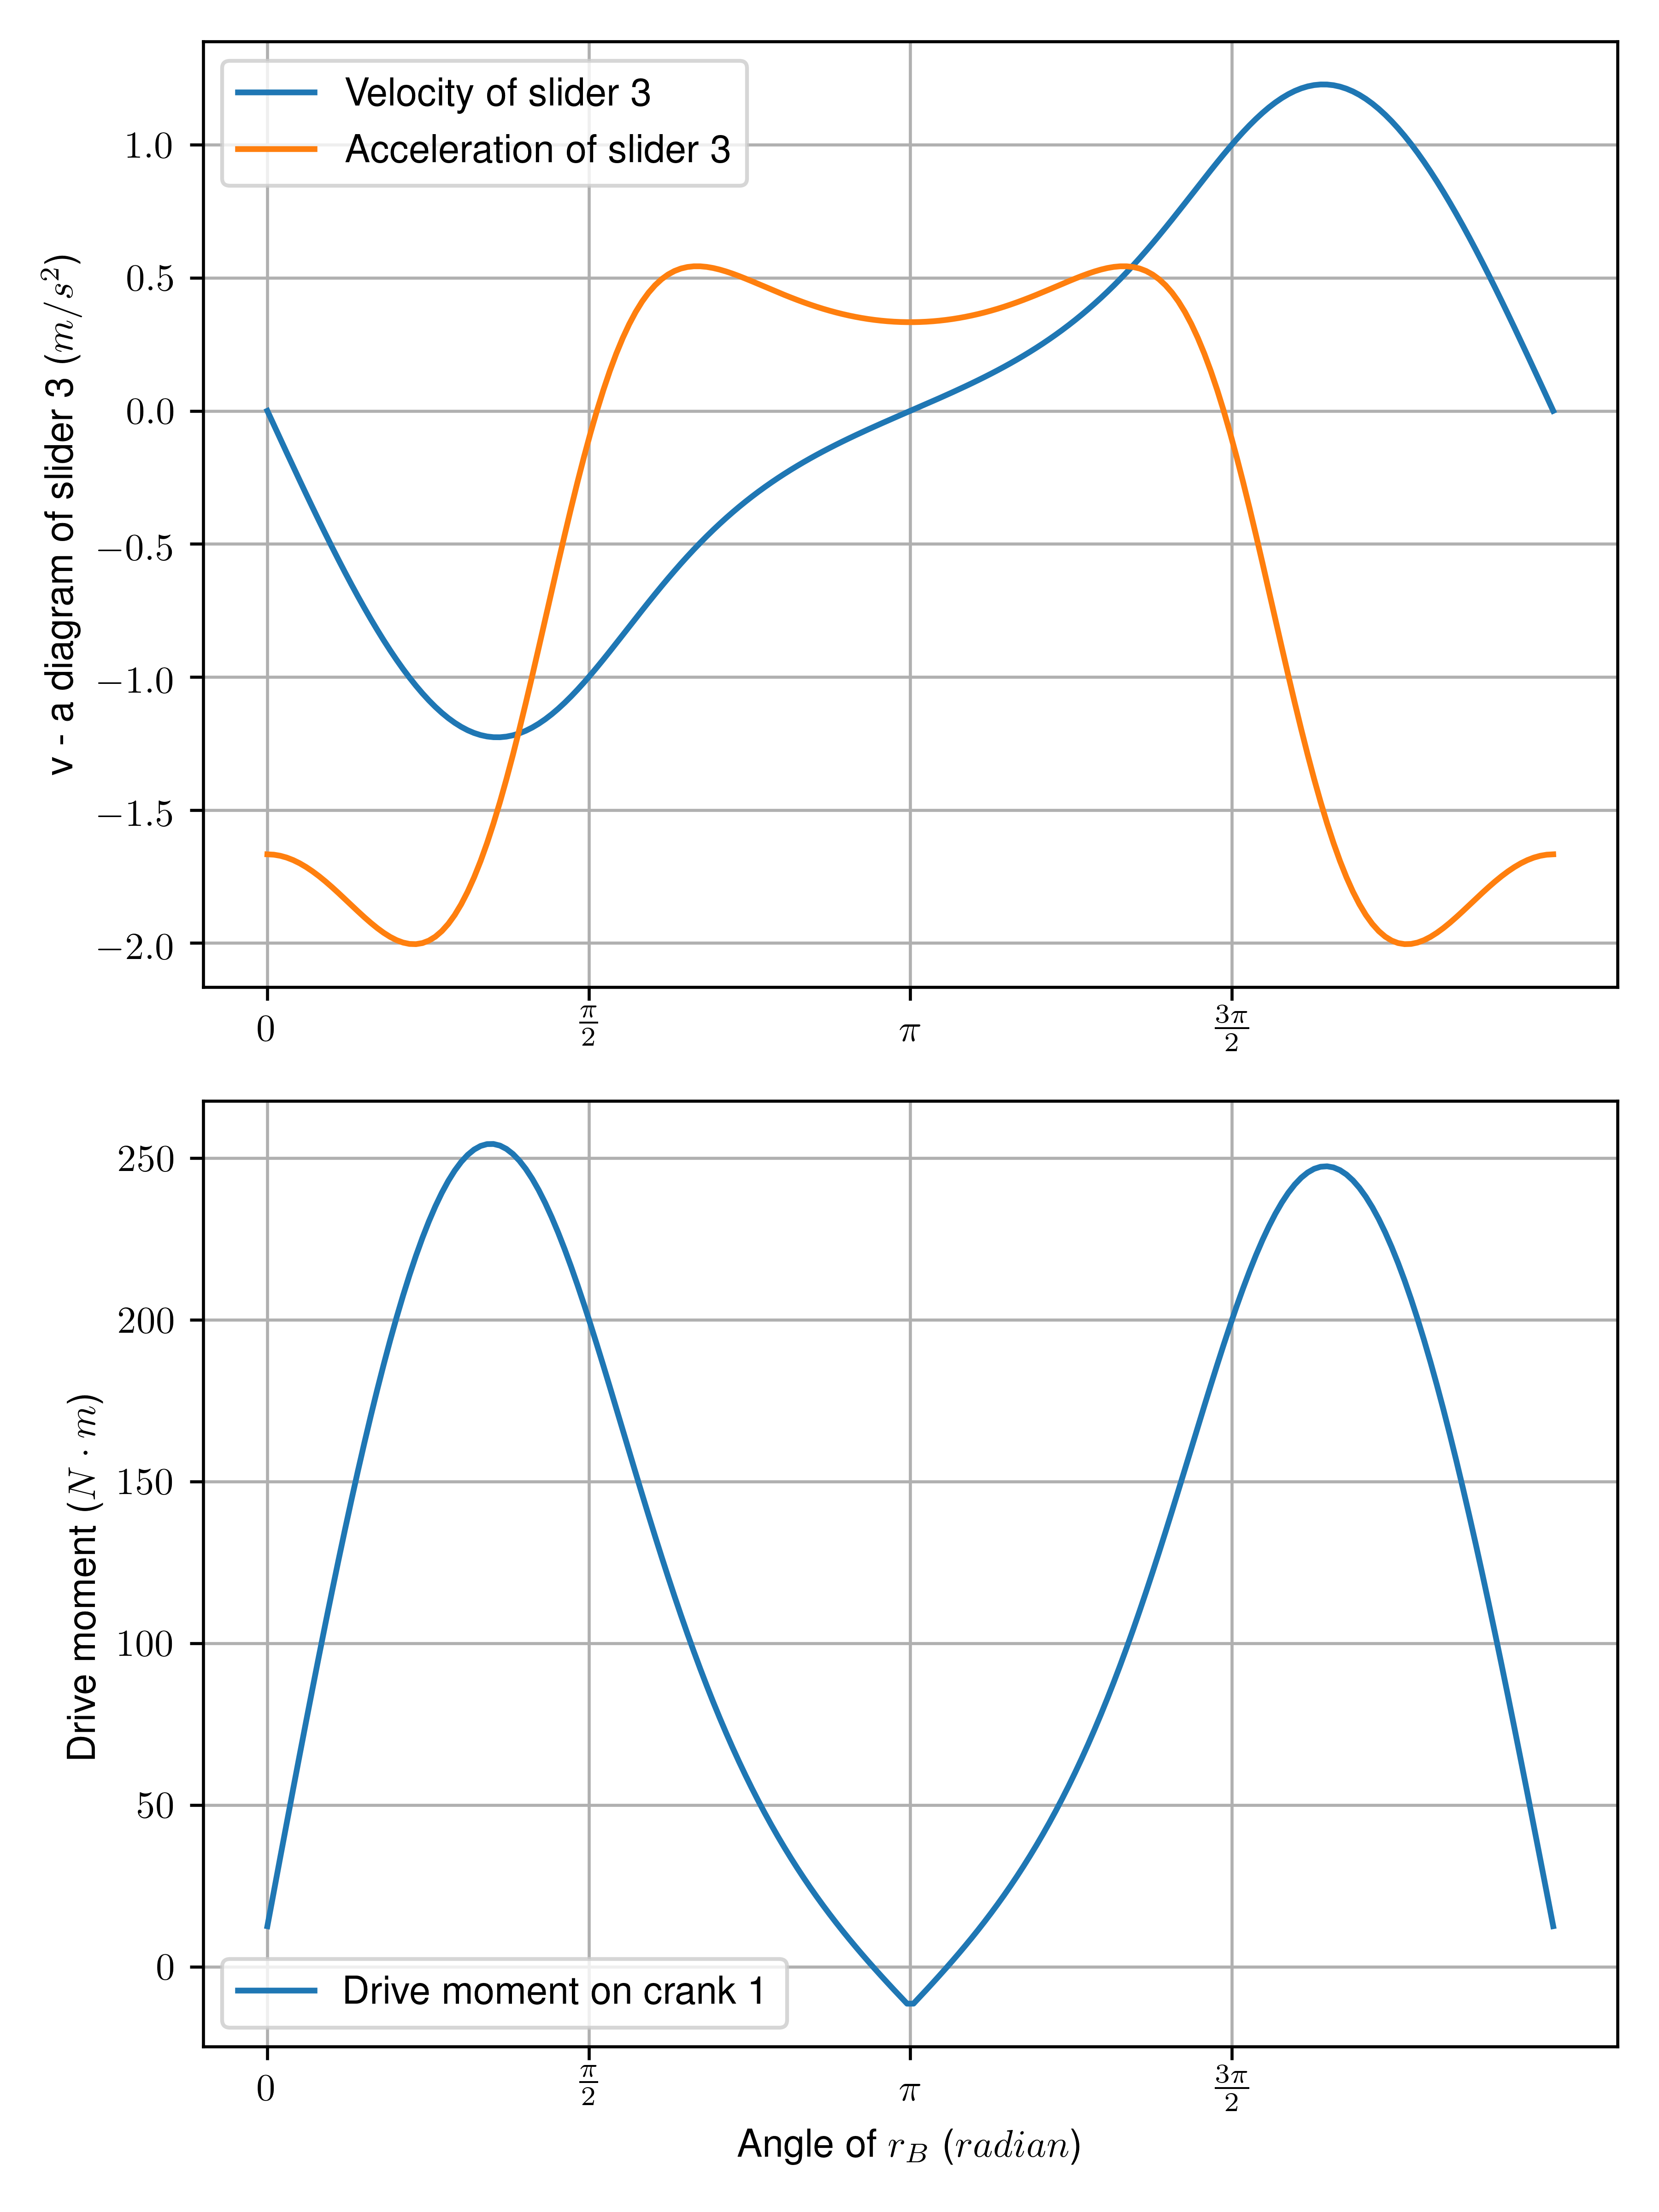 Velocity of slider 3
Acceleration of slider 3
v - a diagram of slider 3 (m/s²)
1.0
0.5
0.0
−0.5
−1.0
−1.5
−2.0
0
π/2
π
3π/2
Drive moment (N · m)
250
200
150
100
50
0
Drive moment on crank 1
0
π/2
π
3π/2
Angle of r_B (radian)